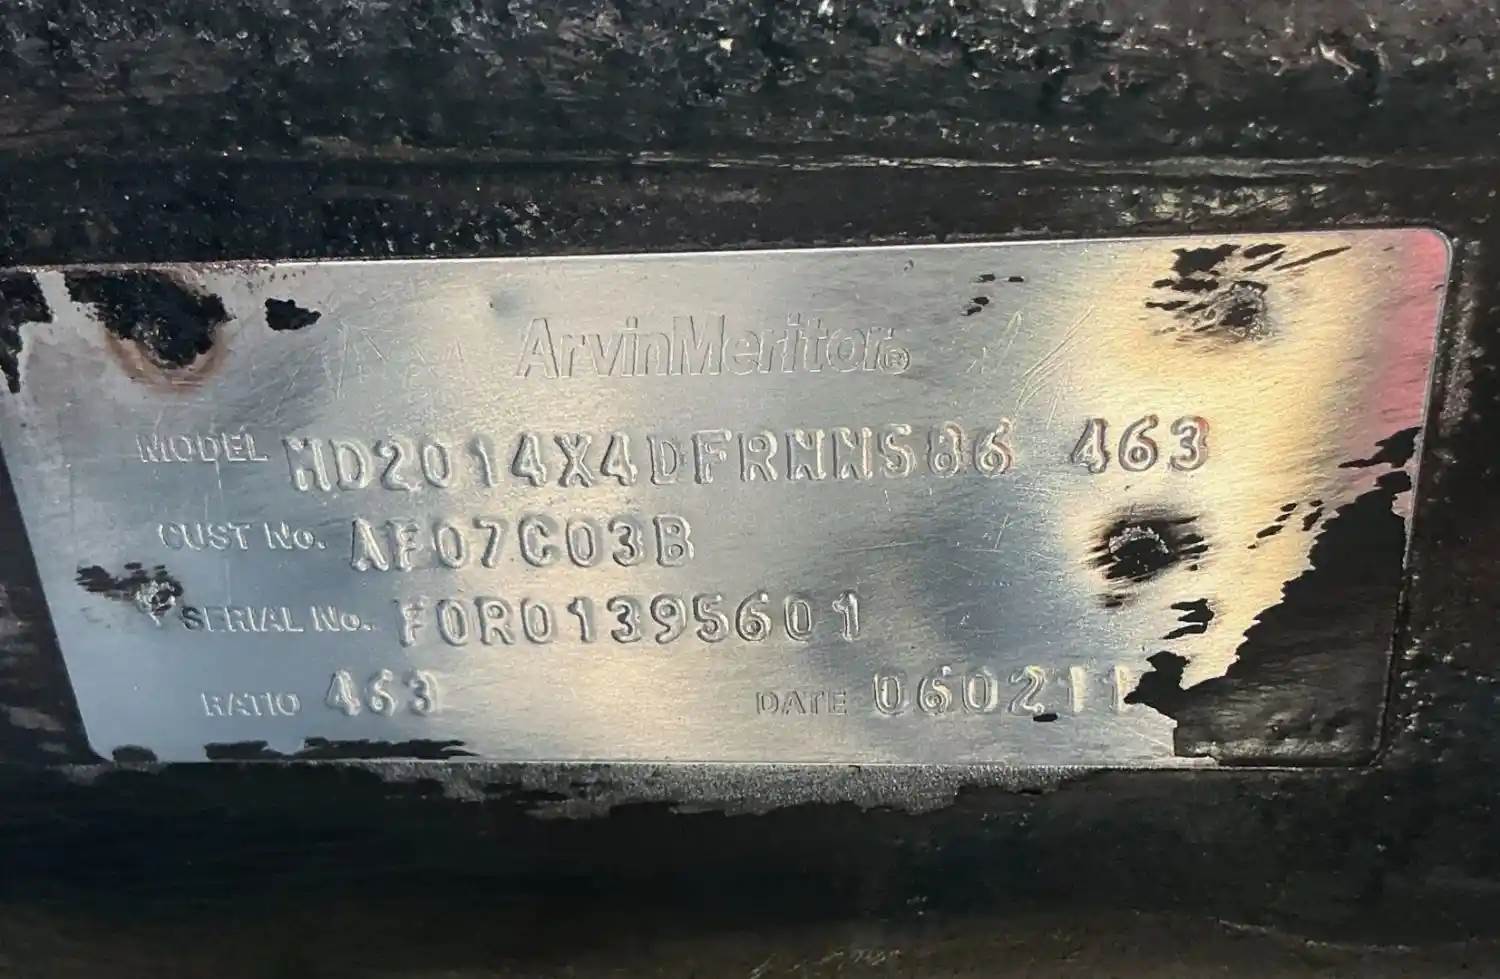 ArvinMeritor®
MODEL MD2014X4DFRNNS86 463
CUST No. AF07C03B
SERIAL No. F0R01395601
RATIO 463 DATE 060211